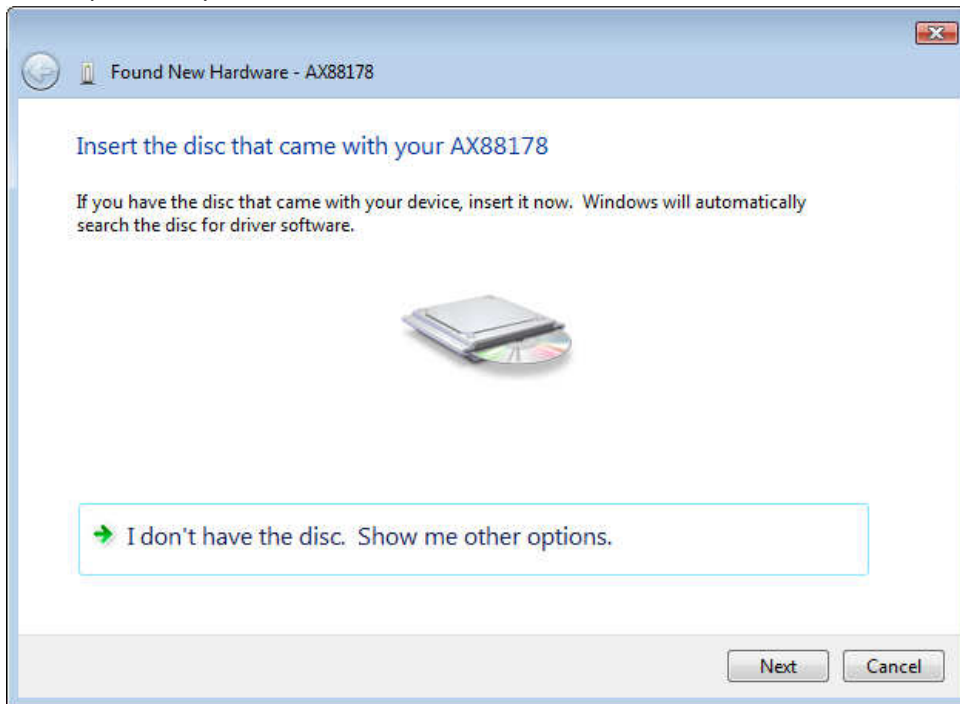 Found New Hardware - AX88178
Insert the disc that came with your AX88178
If you have the disc that came with your device, insert it now.  Windows will automatically
search the disc for driver software.
I don't have the disc.  Show me other options.
Next Cancel